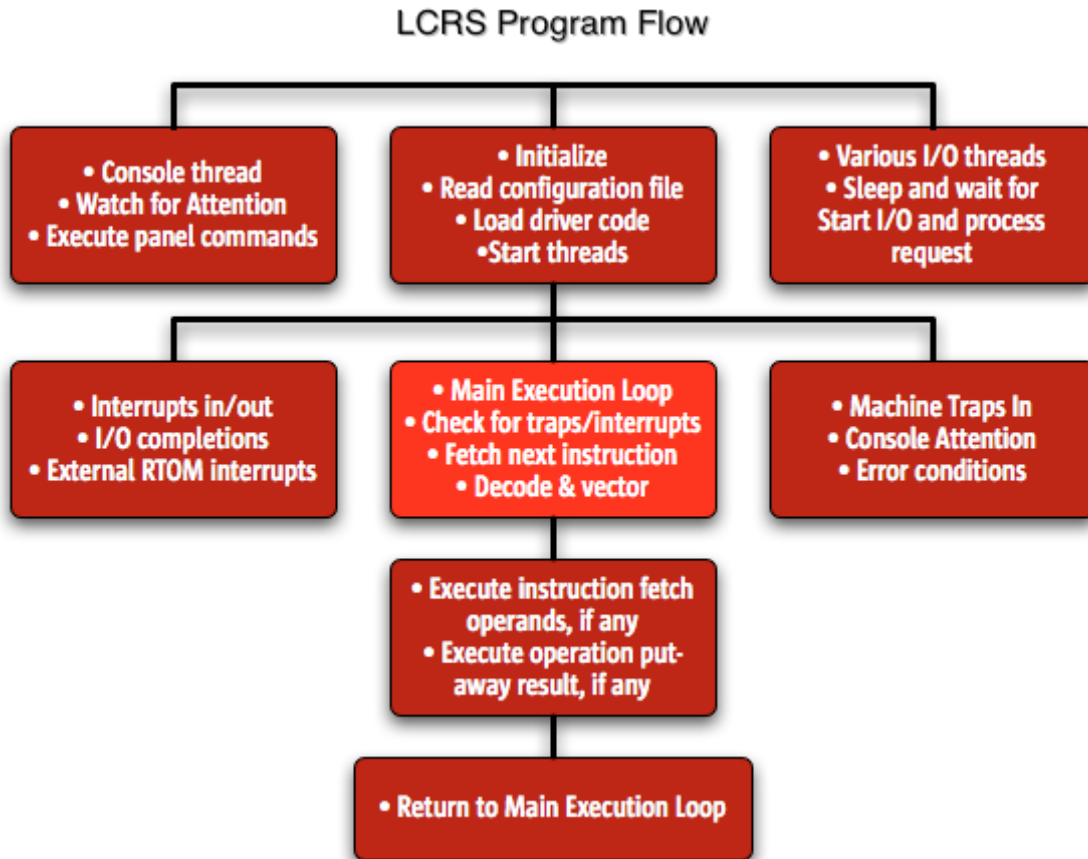 LCRS Program Flow
• Console thread
• Watch for Attention
• Execute panel commands
• Initialize
• Read configuration file
• Load driver code
•Start threads
• Various I/O threads
• Sleep and wait for
Start I/O and process
request
• Interrupts in/out
• I/O completions
• External RTOM interrupts
• Main Execution Loop
• Check for traps/interrupts
• Fetch next instruction
• Decode & vector
• Machine Traps In
• Console Attention
• Error conditions
• Execute instruction fetch
operands, if any
• Execute operation put-
away result, if any
• Return to Main Execution Loop